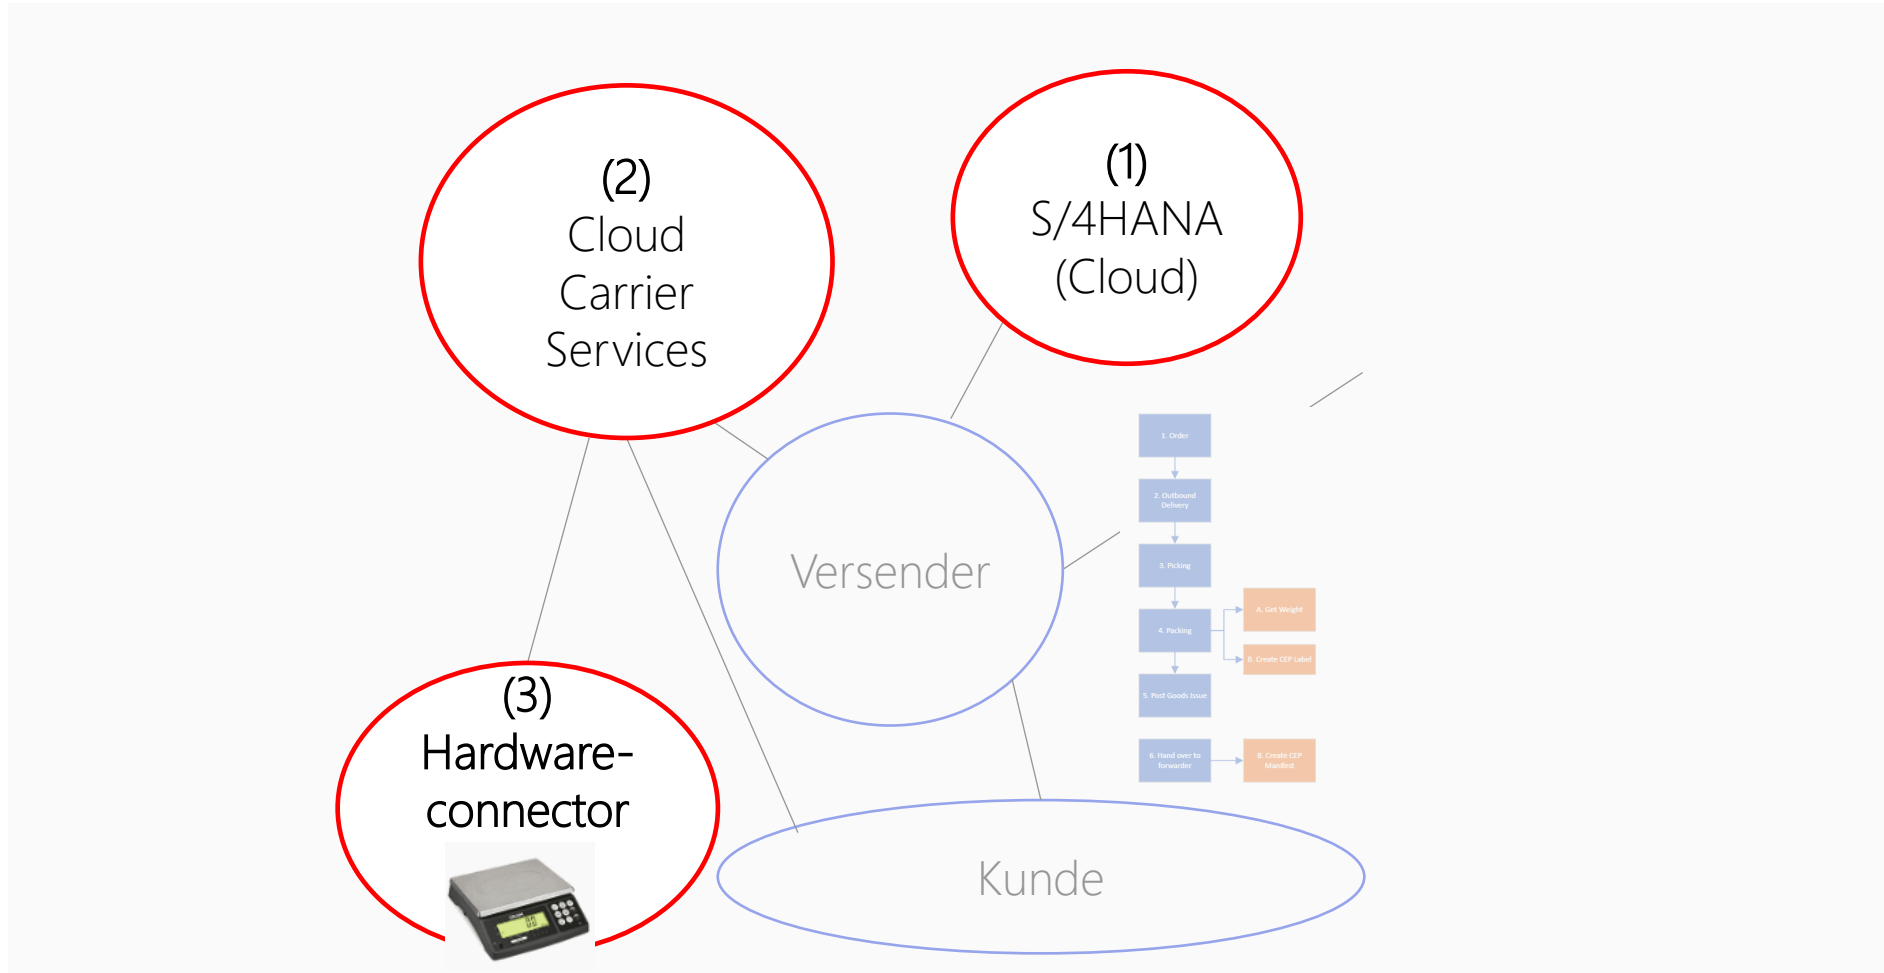 (2)
Cloud
Carrier
Services
(1)
S/4HANA
(Cloud)
Versender
1. Order
2. Outbound
Delivery
3. Picking
4. Packing
A. Get Weight
B. Create CEP Label
5. Post Goods Issue
6. Hand over to
forwarder
B. Create CEP
Manifest
(3)
Hardware-
connector
Kunde